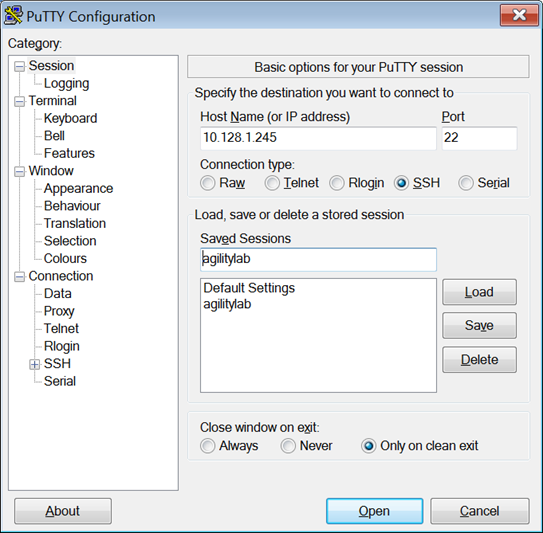 PuTTY Configuration
Category:
Session
Logging
Terminal
Keyboard
Bell
Features
Window
Appearance
Behaviour
Translation
Selection
Colours
Connection
Data
Proxy
Telnet
Rlogin
SSH
Serial
Basic options for your PuTTY session
Specify the destination you want to connect to
Host Name (or IP address) Port
10.128.1.245 22
Connection type:
Raw Telnet Rlogin SSH Serial
Load, save or delete a stored session
Saved Sessions
agilitylab
Default Settings
agilitylab
Load
Save
Delete
Close window on exit:
Always Never Only on clean exit
About Open Cancel